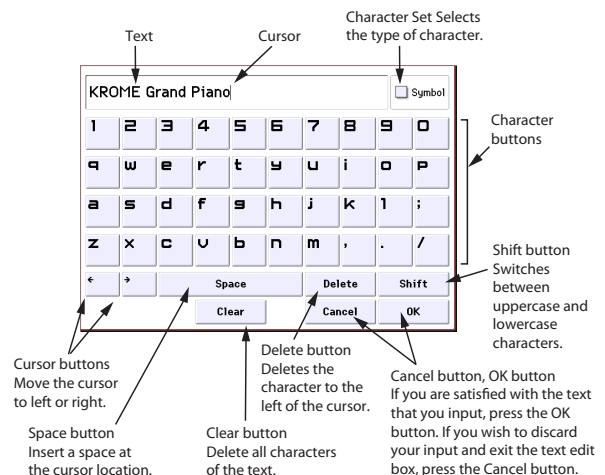 Character Set Selects
the type of character.
Text
Cursor
KROME Grand Piano
Symbol
1 2 3 4 5 6 7 8 9 0
q w e r t y u i o p
a s d f g h j k l ;
z x c v b n m , . /
← →
Space
Delete
Shift
Clear
Cancel
OK
Character
buttons
Shift button
Switches
between
uppercase and
lowercase
characters.
Cursor buttons
Move the cursor
to left or right.
Space button
Insert a space at
the cursor location.
Clear button
Delete all characters
of the text.
Delete button
Deletes the
character to the
left of the cursor.
Cancel button, OK button
If you are satisfied with the text
that you input, press the OK
button. If you wish to discard
your input and exit the text edit
box, press the Cancel button.